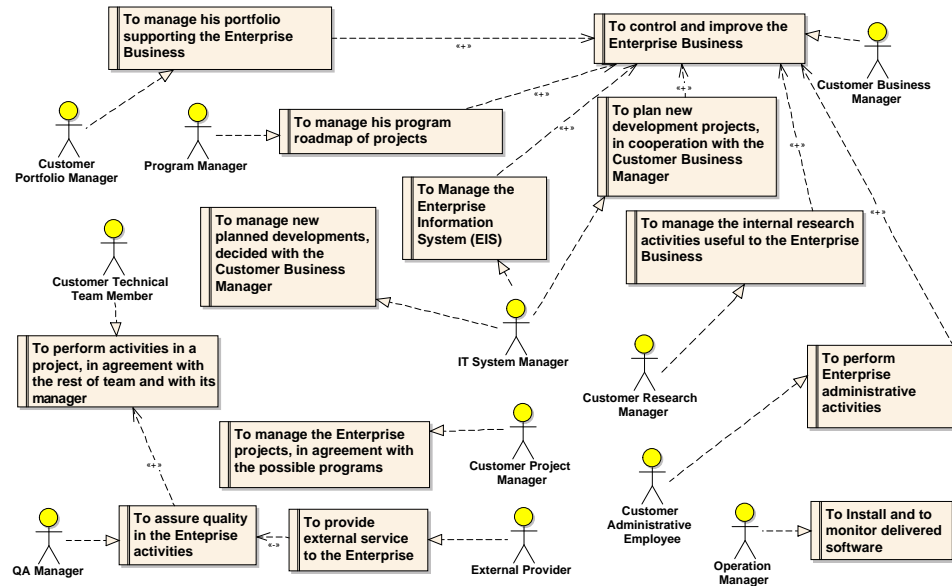 To manage his portfolio
supporting the Enterprise
Business
«+»
To control and improve the
Enterprise Business
Customer Business
Manager
Customer
Portfolio Manager
Program Manager
To manage his program
roadmap of projects
«+»
«+»
«+»
To plan new
development projects,
in cooperation with the
Customer Business
Manager
«+»
«+»
To Manage the
Enterprise
Information
System (EIS)
To manage new
planned developments,
decided with the
Customer Business
Manager
To manage the internal research
activities useful to the Enterprise
Business
Customer Technical
Team Member
IT System Manager
To perform activities in a
project, in agreement with
the rest of team and with its
manager
Customer Research
Manager
To perform
Enterprise
administrative
activities
To manage the Enterprise
projects, in agreement with
the possible programs
Customer Project
Manager
«+»
Customer
Administrative
Employee
QA Manager
To assure quality
in the Enteprise
activities
«-»
To provide
external service
to the Enterprise
External Provider
Operation
Manager
To Install and to
monitor delivered
software